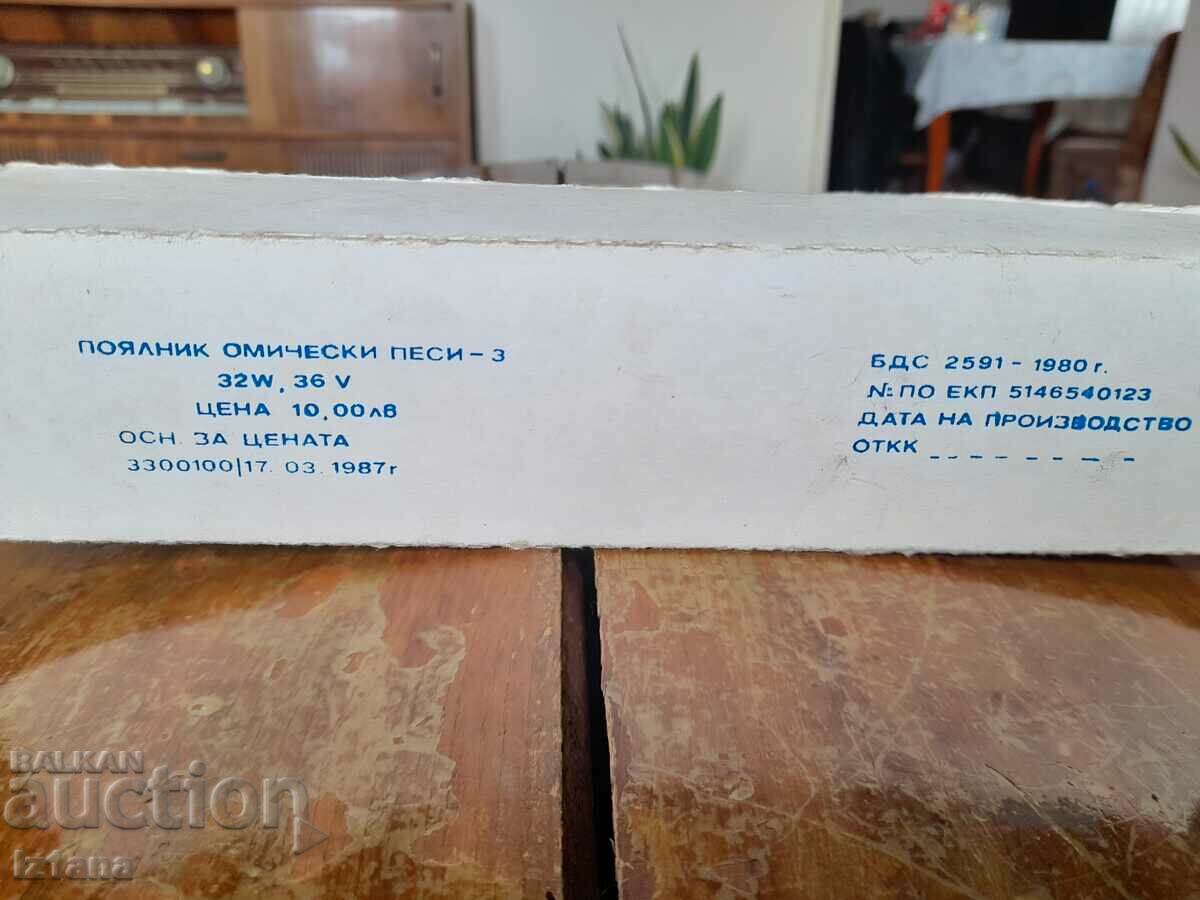 ПОЯЛНИК ОМИЧЕСКИ ПЕСИ-3
32W, 36 V
ЦЕНА 10,00лв
ОСН. ЗА ЦЕНАТА
3300100|17. 03. 1987г
БДС 2591-1980г.
№ ПО ЕКП 5146540123
ДАТА НА ПРОИЗВОДСТВО
ОТКК _ _ _ _ _ _ _ _
BALKAN
auction
Iztana